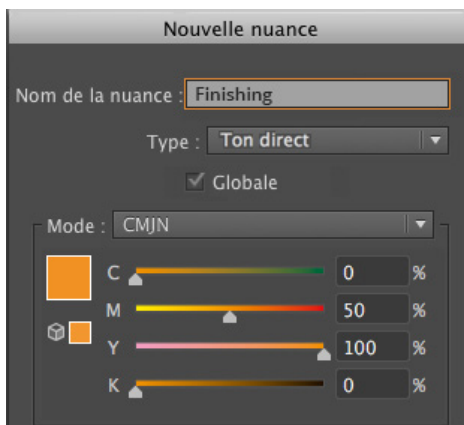 Nouvelle nuance
Nom de la nuance : Finishing
Type : Ton direct
Globale
Mode : CMJN
C 0 %
M 50 %
Y 100 %
K 0 %